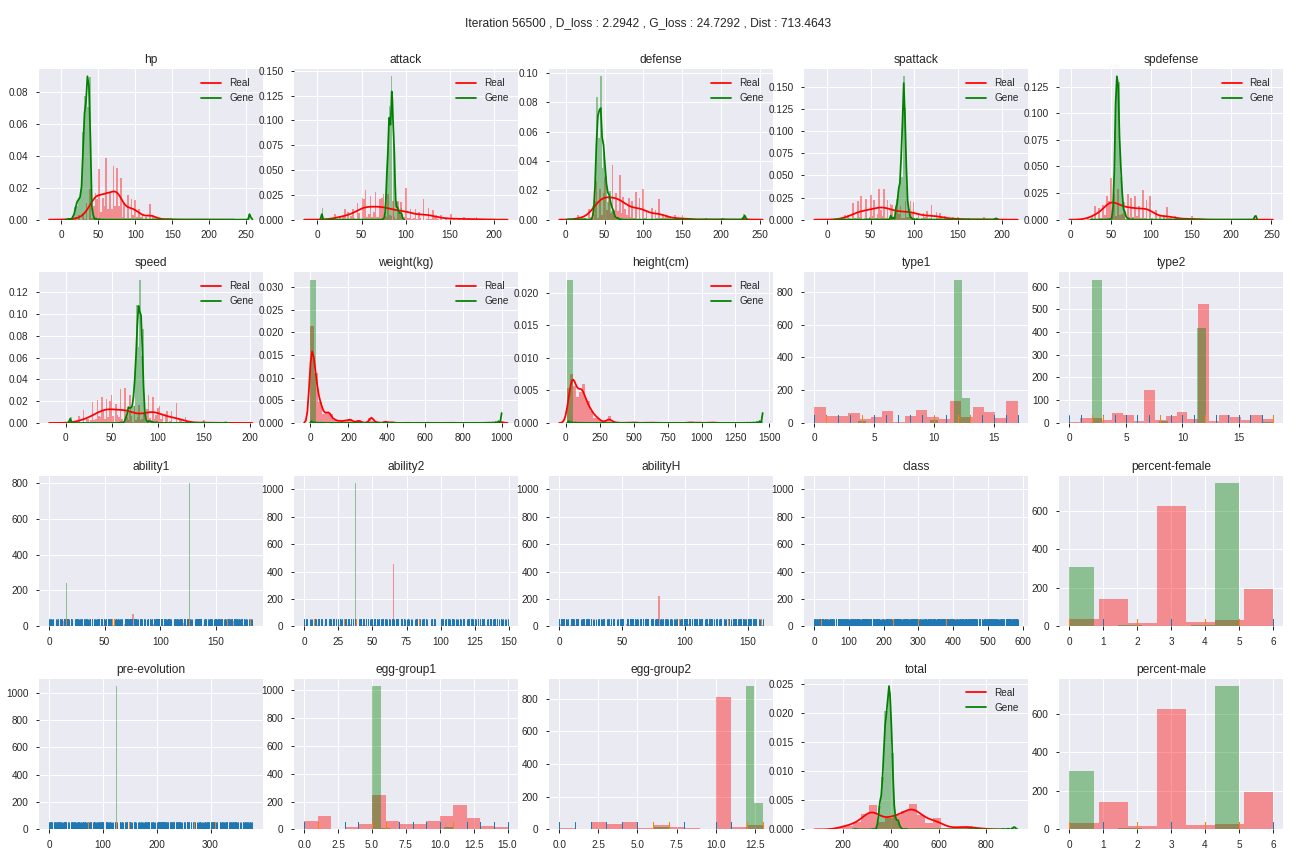 Iteration 56500 , D_loss : 2.2942 , G_loss : 24.7292 , Dist : 713.4643
hp
Real
Gene
0.08
0.06
0.04
0.02
0.00
0 50 100 150 200 250
attack
Real
Gene
0.150
0.125
0.100
0.075
0.050
0.025
0.000
0 50 100 150 200
defense
Real
Gene
0.10
0.08
0.06
0.04
0.02
0.00
0 50 100 150 200 250
spattack
Real
Gene
0.150
0.125
0.100
0.075
0.050
0.025
0.000
0 50 100 150 200
spdefense
Real
Gene
0.125
0.100
0.075
0.050
0.025
0.000
0 50 100 150 200 250
speed
Real
Gene
0.12
0.10
0.08
0.06
0.04
0.02
0.00
0 50 100 150 200
weight(kg)
Real
Gene
0.030
0.025
0.020
0.015
0.010
0.005
0.000
0 200 400 600 800 1000
height(cm)
Real
Gene
0.020
0.015
0.010
0.005
0.000
0 250 500 750 1000 1250 1500
type1
800
600
400
200
0
0 5 10 15
type2
600
500
400
300
200
100
0
0 5 10 15
ability1
800
600
400
200
0
0 50 100 150
ability2
1000
800
600
400
200
0
0 25 50 75 100 125 150
abilityH
1000
800
600
400
200
0
0 50 100 150
class
1000
800
600
400
200
0
0 100 200 300 400 500 600
percent-female
600
400
200
0
0 1 2 3 4 5 6
pre-evolution
1000
800
600
400
200
0
0 100 200 300
egg-group1
1000
800
600
400
200
0
0.0 2.5 5.0 7.5 10.0 12.5 15.0
egg-group2
800
600
400
200
0
0.0 2.5 5.0 7.5 10.0 12.5
total
Real
Gene
0.025
0.020
0.015
0.010
0.005
0.000
200 400 600 800
percent-male
600
400
200
0
0 1 2 3 4 5 6